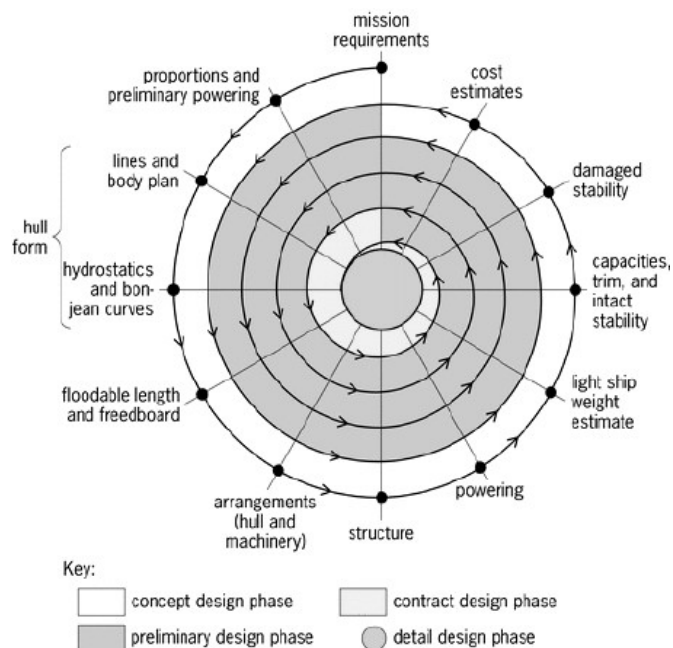 mission
requirements
cost
estimates
proportions and
preliminary powering
damaged
stability
lines and
body plan
hull
form
capacities,
trim, and
intact
stability
hydrostatics
and bon-
jean curves
light ship
weight
estimate
floodable length
and freedboard
powering
arrangements
(hull and
machinery)
structure
Key:
concept design phase
contract design phase
preliminary design phase
detail design phase